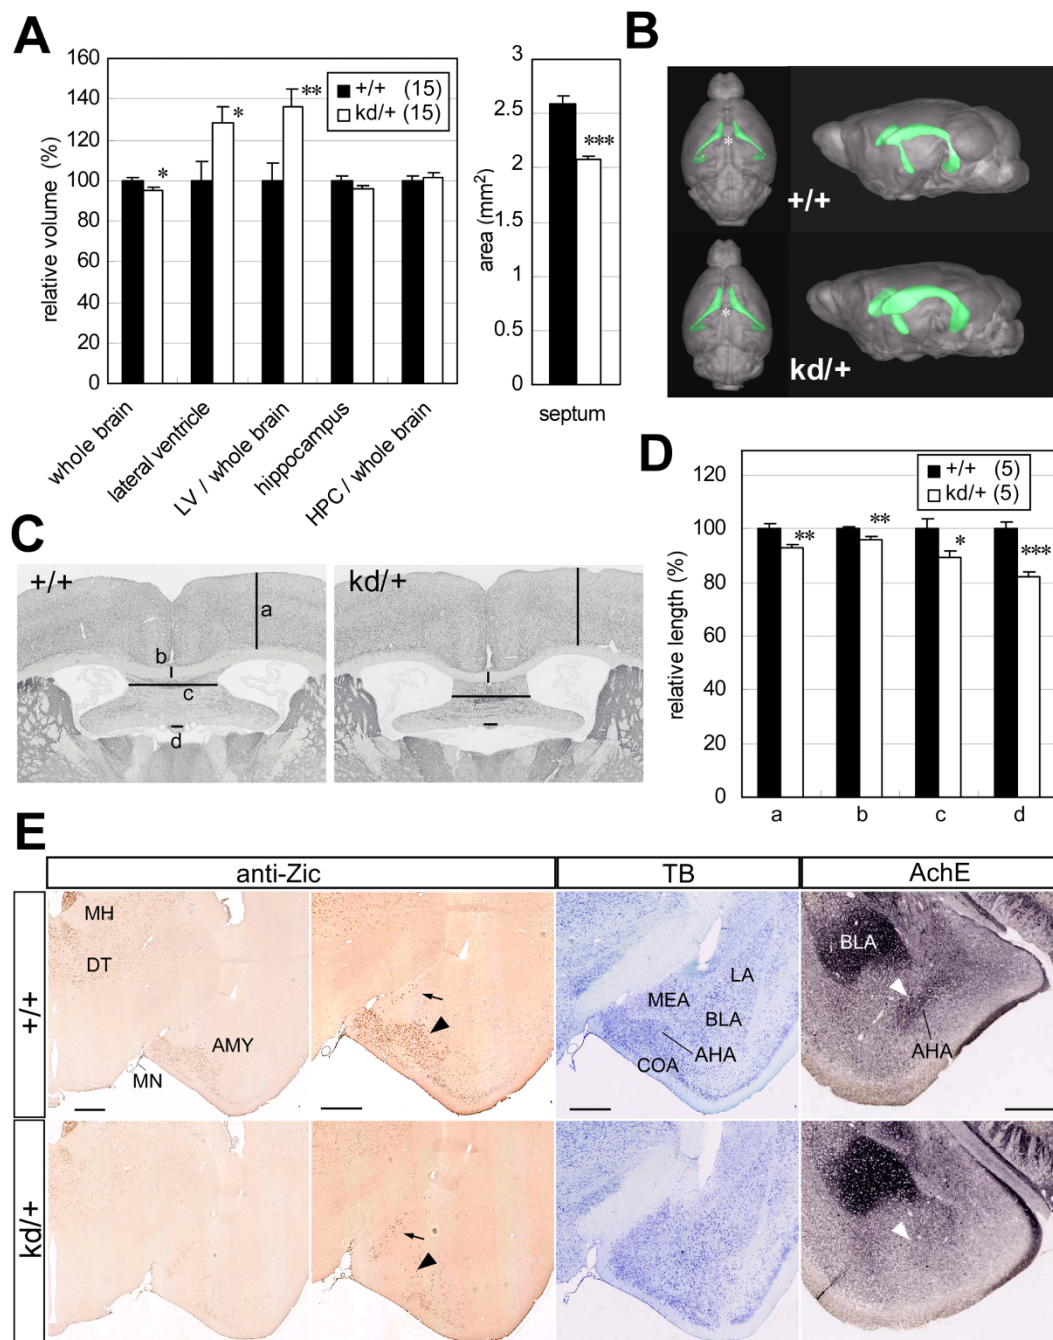 A
relative volume (%)
160
140
120
100
80
60
40
20
0
+/+ (15)
kd/+ (15)
*
*
**
whole brain
lateral ventricle
LV / whole brain
hippocampus
HPC / whole brain
area (mm²)
3
2.5
2
1.5
1
0.5
0
***
septum
B
*
+/+
*
kd/+
C
+/+
a
b
c
d
kd/+
D
relative length (%)
120
100
80
60
40
20
0
+/+ (5)
kd/+ (5)
**
**
*
***
a
b
c
d
E
anti-Zic
TB
AchE
+/+
MH
DT
AMY
MN
LA
MEA
BLA
AHA
COA
BLA
AHA
kd/+